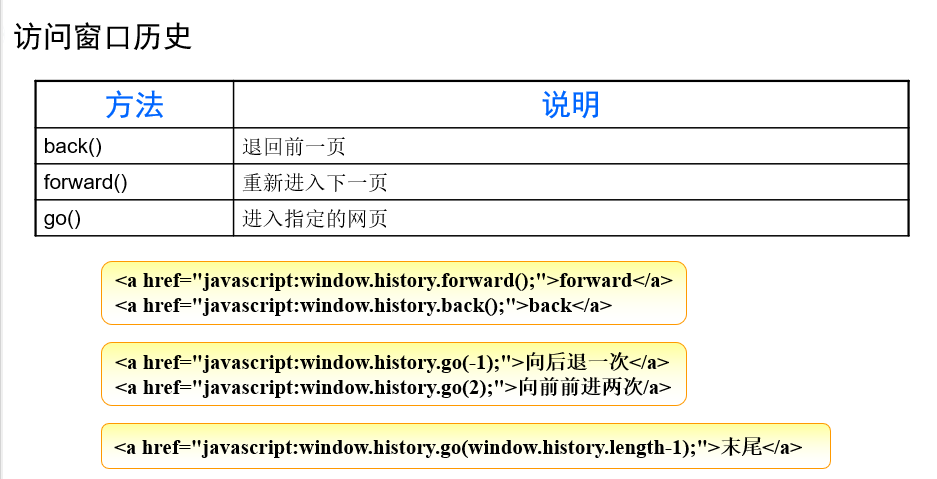 访问窗口历史
方法 说明
back() 退回前一页
forward() 重新进入下一页
go() 进入指定的网页
<a href="javascript:window.history.forward();">forward</a>
<a href="javascript:window.history.back();">back</a>
<a href="javascript:window.history.go(-1);">向后退一次</a>
<a href="javascript:window.history.go(2);">向前前进两次/a>
<a href="javascript:window.history.go(window.history.length-1);">末尾</a>